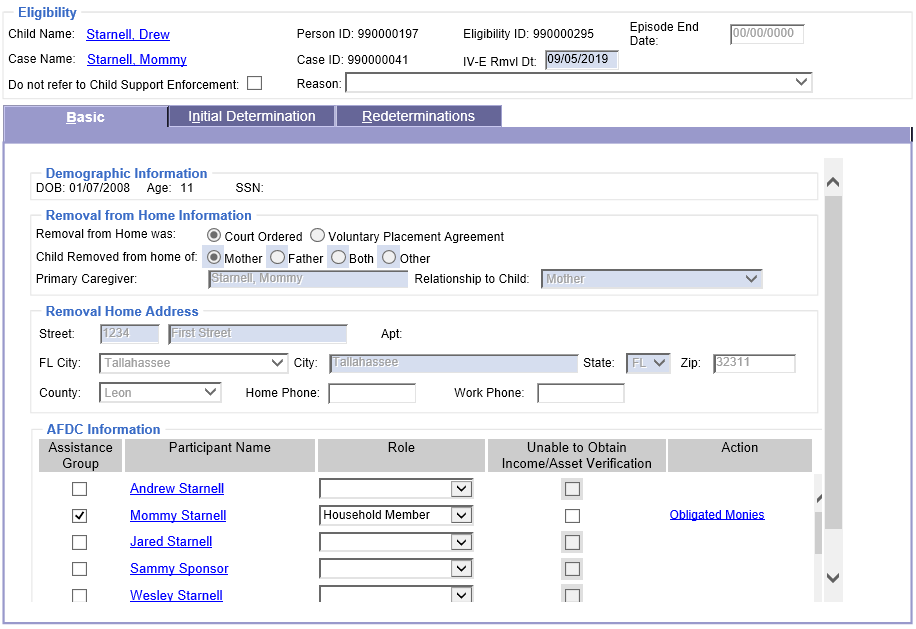 Eligibility
Child Name: Starnell, Drew Person ID: 990000197 Eligibility ID: 990000295 Episode End Date: 00/00/0000
Case Name: Starnell, Mommy Case ID: 990000041 IV-E Rmvl Dt: 09/05/2019
Do not refer to Child Support Enforcement: Reason:
Basic Initial Determination Redeterminations
Demographic Information
DOB: 01/07/2008 Age: 11 SSN:
Removal from Home Information
Removal from Home was: Court Ordered Voluntary Placement Agreement
Child Removed from home of: Mother Father Both Other
Primary Caregiver: Starnell, Mommy Relationship to Child: Mother
Removal Home Address
Street: 1234 First Street Apt:
FL City: Tallahassee City: Tallahassee State: FL Zip: 32311
County: Leon Home Phone: Work Phone:
AFDC Information
Assistance Group Participant Name Role Unable to Obtain Income/Asset Verification Action
Andrew Starnell
Mommy Starnell Household Member Obligated Monies
Jared Starnell
Sammy Sponsor
Wesley Starnell